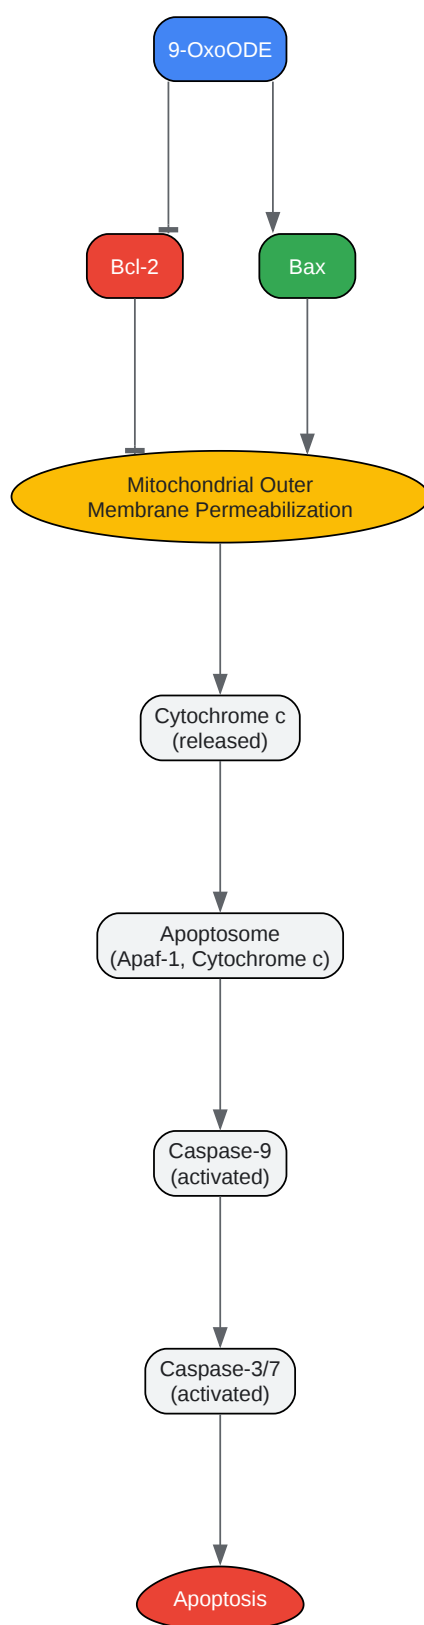 9-OxoODE
Bcl-2
Bax
Mitochondrial Outer
Membrane Permeabilization
Cytochrome c
(released)
Apoptosome
(Apaf-1, Cytochrome c)
Caspase-9
(activated)
Caspase-3/7
(activated)
Apoptosis